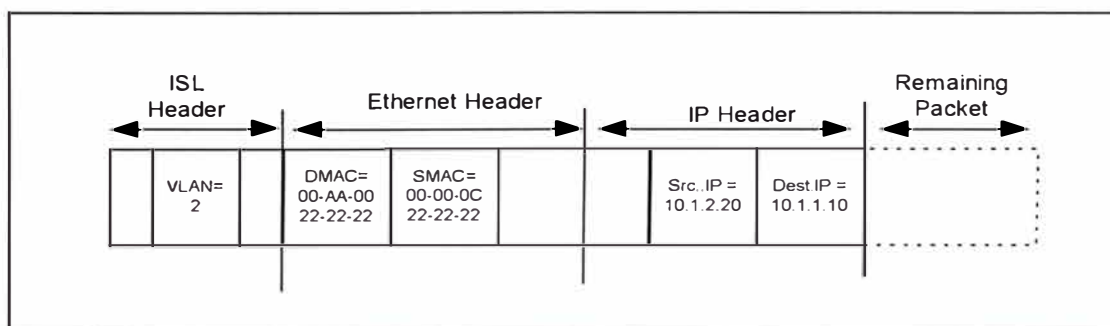 ISL
Header
Ethernet Header
IP Header
Remaining
Packet
VLAN=
2
DMAC=
00-AA-00
22-22-22
SMAC=
00-00-0C
22-22-22
Src..IP =
10.1.2.20
Dest.IP =
10.1.1.10